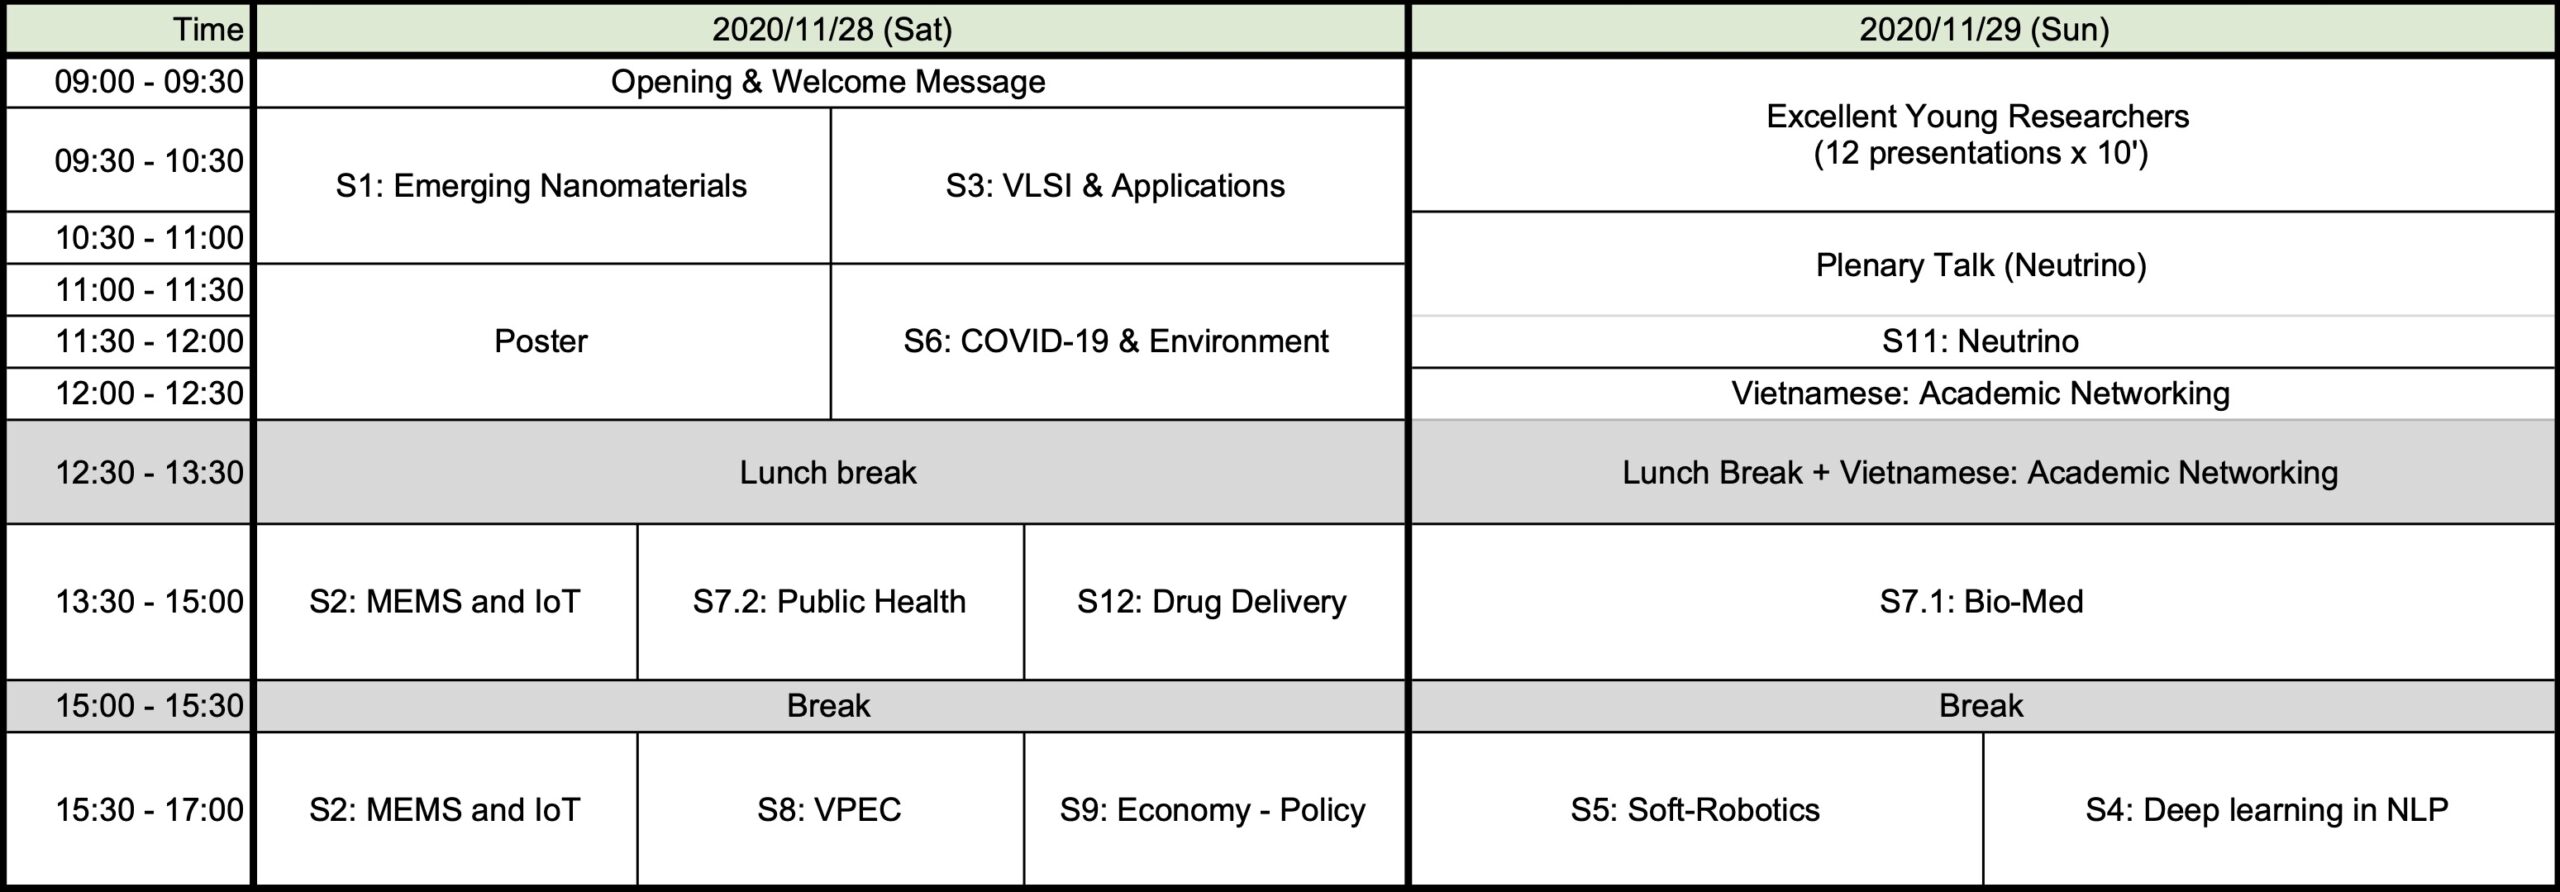 Time
2020/11/28 (Sat)
2020/11/29 (Sun)
09:00 - 09:30
Opening & Welcome Message
Excellent Young Researchers
(12 presentations x 10')
09:30 - 10:30
S1: Emerging Nanomaterials
S3: VLSI & Applications
10:30 - 11:00
Plenary Talk (Neutrino)
11:00 - 11:30
Poster
S6: COVID-19 & Environment
11:30 - 12:00
S11: Neutrino
12:00 - 12:30
Vietnamese: Academic Networking
12:30 - 13:30
Lunch break
Lunch Break + Vietnamese: Academic Networking
13:30 - 15:00
S2: MEMS and IoT
S7.2: Public Health
S12: Drug Delivery
S7.1: Bio-Med
15:00 - 15:30
Break
Break
15:30 - 17:00
S2: MEMS and IoT
S8: VPEC
S9: Economy - Policy
S5: Soft-Robotics
S4: Deep learning in NLP